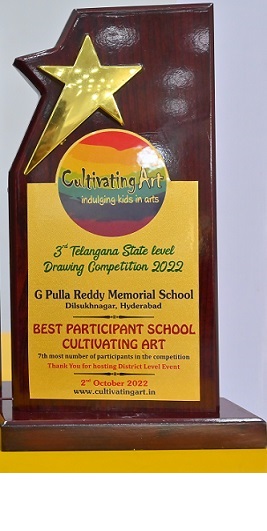 Cultivating Art
indulging kids in arts
3rd Telangana State level
Drawing Competition 2022
G Pulla Reddy Memorial School
Dilsukhnagar, Hyderabad
BEST PARTICIPANT SCHOOL
CULTIVATING ART
7th most number of participants in the competition
Thank You for hosting District Level Event
2nd October 2022
www.cultivatingart.in